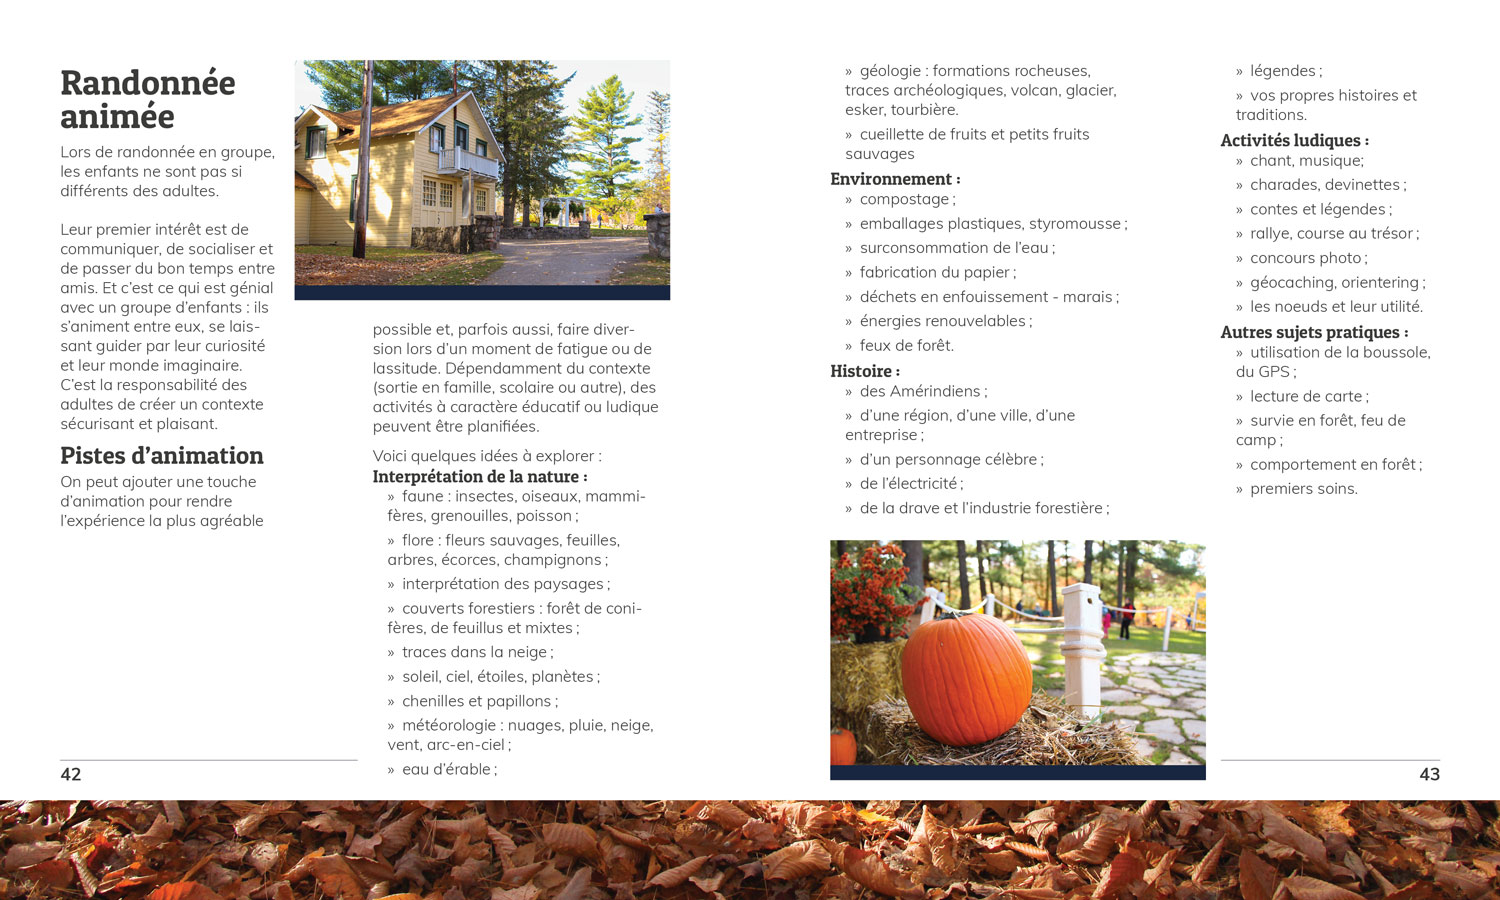 Randonnée
animée
Lors de randonnée en groupe,
les enfants ne sont pas si
différents des adultes.
Leur premier intérêt est de
communiquer, de socialiser et
de passer du bon temps entre
amis. Et c’est ce qui est génial
avec un groupe d’enfants : ils
s’animent entre eux, se lais-
sant guider par leur curiosité
et leur monde imaginaire.
C’est la responsabilité des
adultes de créer un contexte
sécurisant et plaisant.
Pistes d’animation
On peut ajouter une touche
d’animation pour rendre
l’expérience la plus agréable
possible et, parfois aussi, faire diver-
sion lors d’un moment de fatigue ou de
lassitude. Dépendamment du contexte
(sortie en famille, scolaire ou autre), des
activités à caractère éducatif ou ludique
peuvent être planifiées.
Voici quelques idées à explorer :
Interprétation de la nature :
» faune : insectes, oiseaux, mammi-
fères, grenouilles, poisson ;
» flore : fleurs sauvages, feuilles,
arbres, écorces, champignons ;
» interprétation des paysages ;
» couverts forestiers : forêt de coni-
fères, de feuillus et mixtes ;
» traces dans la neige ;
» soleil, ciel, étoiles, planètes ;
» chenilles et papillons ;
» météorologie : nuages, pluie, neige,
vent, arc-en-ciel ;
» eau d’érable ;
42
» géologie : formations rocheuses,
traces archéologiques, volcan, glacier,
esker, tourbière.
» cueillette de fruits et petits fruits
sauvages
Environnement :
» compostage ;
» emballages plastiques, styromousse ;
» surconsommation de l’eau ;
» fabrication du papier ;
» déchets en enfouissement - marais ;
» énergies renouvelables ;
» feux de forêt.
Histoire :
» des Amérindiens ;
» d’une région, d’une ville, d’une
entreprise ;
» d’un personnage célèbre ;
» de l’électricité ;
» de la drave et l’industrie forestière ;
» légendes ;
» vos propres histoires et
traditions.
Activités ludiques :
» chant, musique;
» charades, devinettes ;
» contes et légendes ;
» rallye, course au trésor ;
» concours photo ;
» géocaching, orientering ;
» les noeuds et leur utilité.
Autres sujets pratiques :
» utilisation de la boussole,
du GPS ;
» lecture de carte ;
» survie en forêt, feu de
camp ;
» comportement en forêt ;
» premiers soins.
43